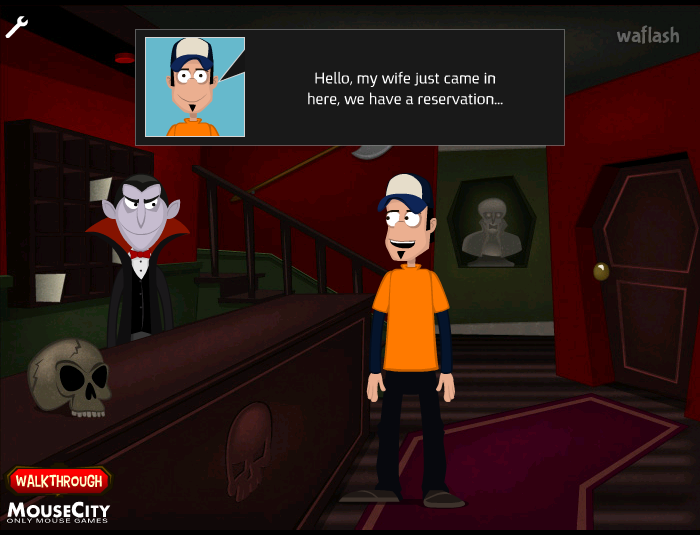 waflash
Hello, my wife just came in
here, we have a reservation...
WALKTHROUGH
MOUSECITY
ONLY MOUSE GAMES